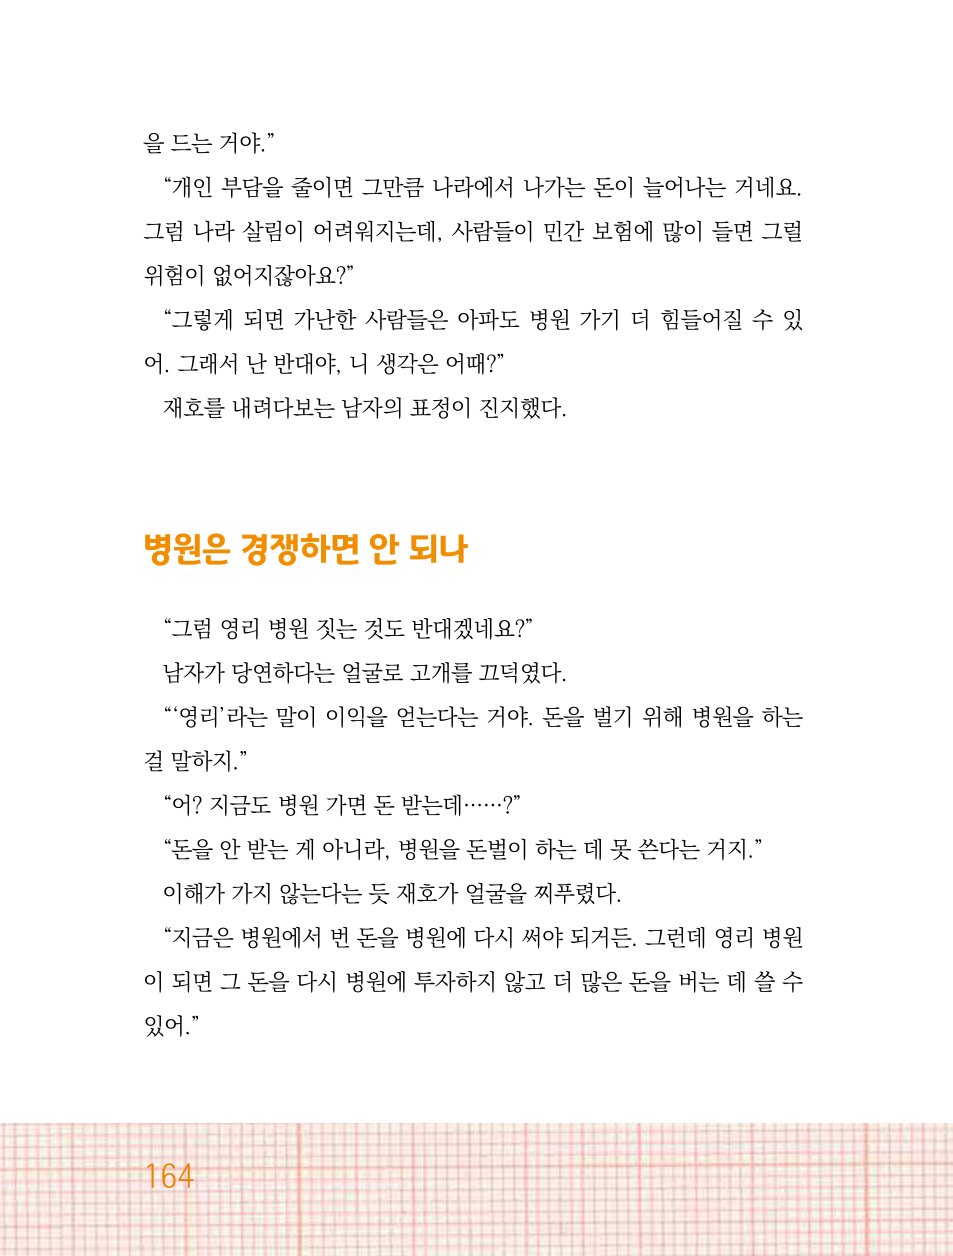 을 드는 거야.”
“개인 부담을 줄이면 그만큼 나라에서 나가는 돈이 늘어나는 거네요.
그럼 나라 살림이 어려워지는데, 사람들이 민간 보험에 많이 들면 그럴
위험이 없어지잖아요?”
“그렇게 되면 가난한 사람들은 아파도 병원 가기 더 힘들어질 수 있
어. 그래서 난 반대야, 니 생각은 어때?”
재호를 내려다보는 남자의 표정이 진지했다.
병원은 경쟁하면 안 되나
“그럼 영리 병원 짓는 것도 반대겠네요?”
남자가 당연하다는 얼굴로 고개를 끄덕였다.
“‘영리’라는 말이 이익을 얻는다는 거야. 돈을 벌기 위해 병원을 하는
걸 말하지.”
“어? 지금도 병원 가면 돈 받는데……?”
“돈을 안 받는 게 아니라, 병원을 돈벌이 하는 데 못 쓴다는 거지.”
이해가 가지 않는다는 듯 재호가 얼굴을 찌푸렸다.
“지금은 병원에서 번 돈을 병원에 다시 써야 되거든. 그런데 영리 병원
이 되면 그 돈을 다시 병원에 투자하지 않고 더 많은 돈을 버는 데 쓸 수
있어.”
164